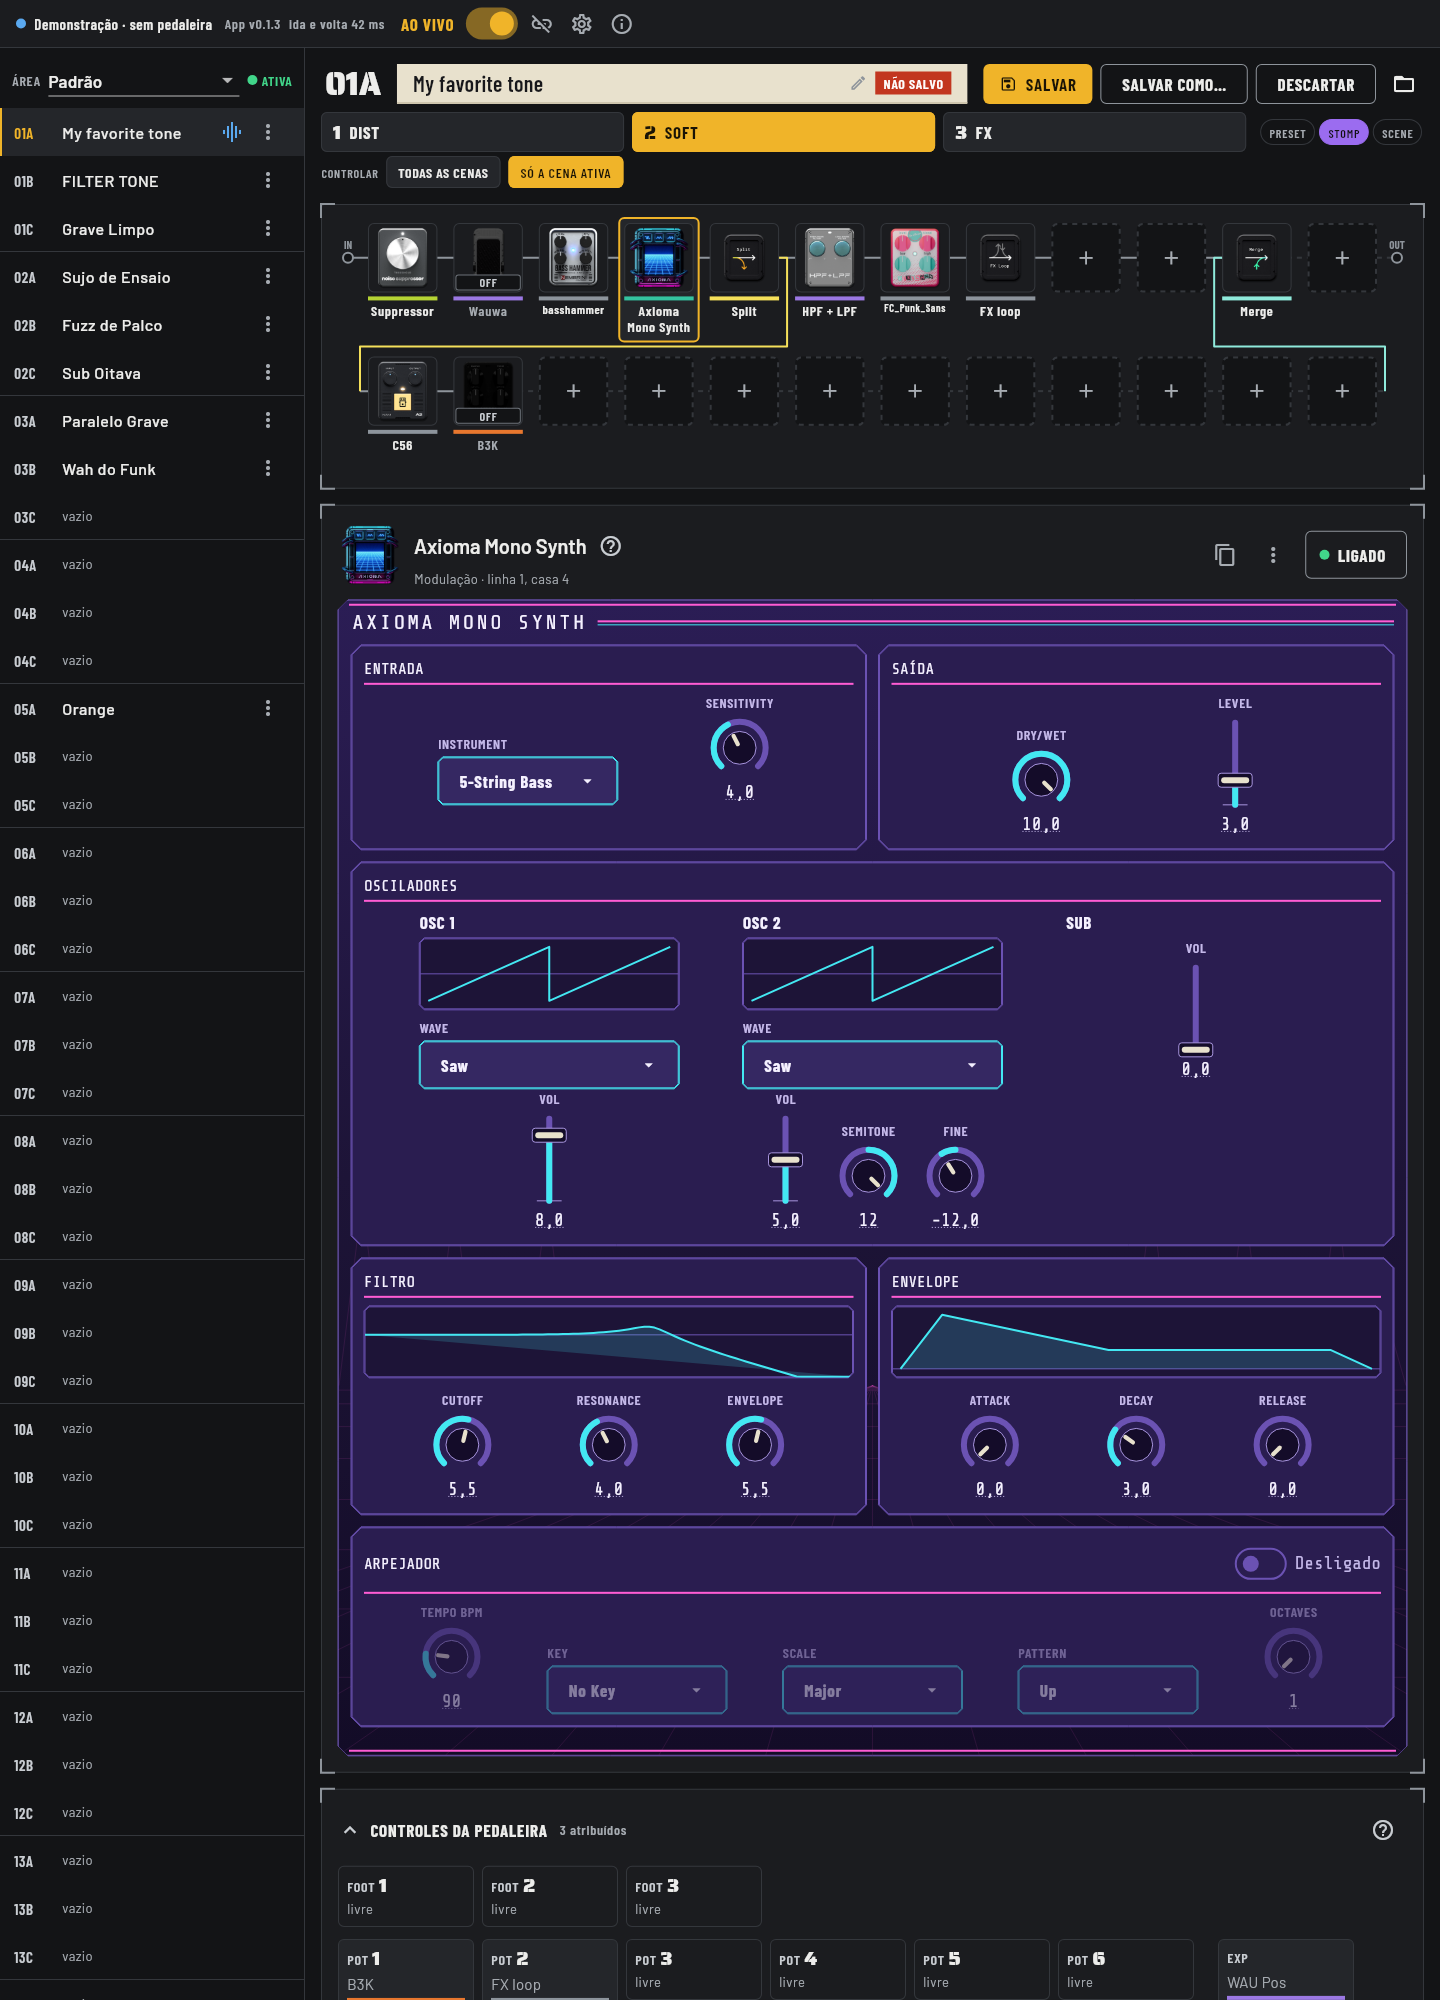 Demonstração · sem pedaleira App v0.1.3 Ida e volta 42 ms AO VIVO
ÁREA Padrão ATIVA
01A My favorite tone NÃO SALVO SALVAR SALVAR COMO... DESCARTAR
1 DIST 2 SOFT 3 FX PRESET STOMP SCENE
CONTROLAR TODAS AS CENAS SÓ A CENA ATIVA
01A My favorite tone
01B FILTER TONE
01C Grave Limpo
02A Sujo de Ensaio
02B Fuzz de Palco
02C Sub Oitava
03A Paralelo Grave
03B Wah do Funk
03C vazio
04A vazio
04B vazio
04C vazio
05A Orange
05B vazio
05C vazio
06A vazio
06B vazio
06C vazio
07A vazio
07B vazio
07C vazio
08A vazio
08B vazio
08C vazio
09A vazio
09B vazio
09C vazio
10A vazio
10B vazio
10C vazio
11A vazio
11B vazio
11C vazio
12A vazio
12B vazio
12C vazio
13A vazio
13B vazio
13C vazio
IN OUT
OFF
Split
HPF+LPF
FX Loop
Merge
Suppressor Wauwa basshammer Axioma Mono Synth Split HPF + LPF FC_Punk_Sans FX loop Merge
OFF
C56 B3K
Axioma Mono Synth
Modulação · linha 1, casa 4
LIGADO
AXIOMA MONO SYNTH
ENTRADA
INSTRUMENT
5-String Bass
SENSITIVITY
4,0
SAÍDA
DRY/WET
10,0
LEVEL
3,0
OSCILADORES
OSC 1 OSC 2 SUB
WAVE WAVE VOL
Saw Saw 0,0
VOL VOL SEMITONE FINE
8,0 5,0 12 -12,0
FILTRO
CUTOFF RESONANCE ENVELOPE
5,5 4,0 5,5
ENVELOPE
ATTACK DECAY RELEASE
0,0 3,0 0,0
ARPEJADOR Desligado
TEMPO BPM KEY SCALE PATTERN OCTAVES
90 No Key Major Up 1
CONTROLES DA PEDALEIRA 3 atribuídos
FOOT 1 FOOT 2 FOOT 3
livre livre livre
POT 1 POT 2 POT 3 POT 4 POT 5 POT 6 EXP
B3K FX loop livre livre livre livre WAU Pos